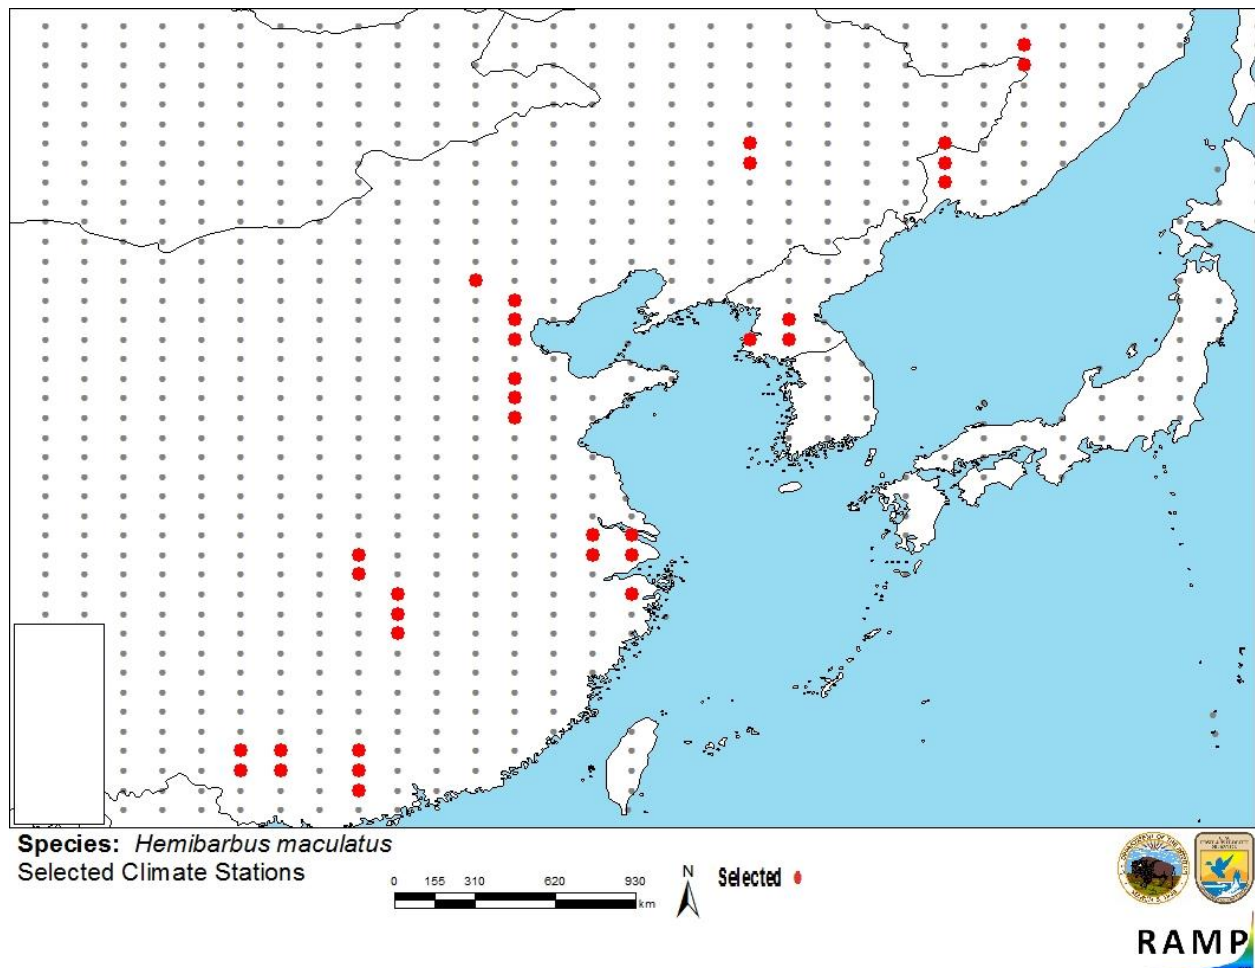 Species: Hemibarbus maculatus
Selected Climate Stations
0 155 310 620 930
km
N
Selected
RAMP